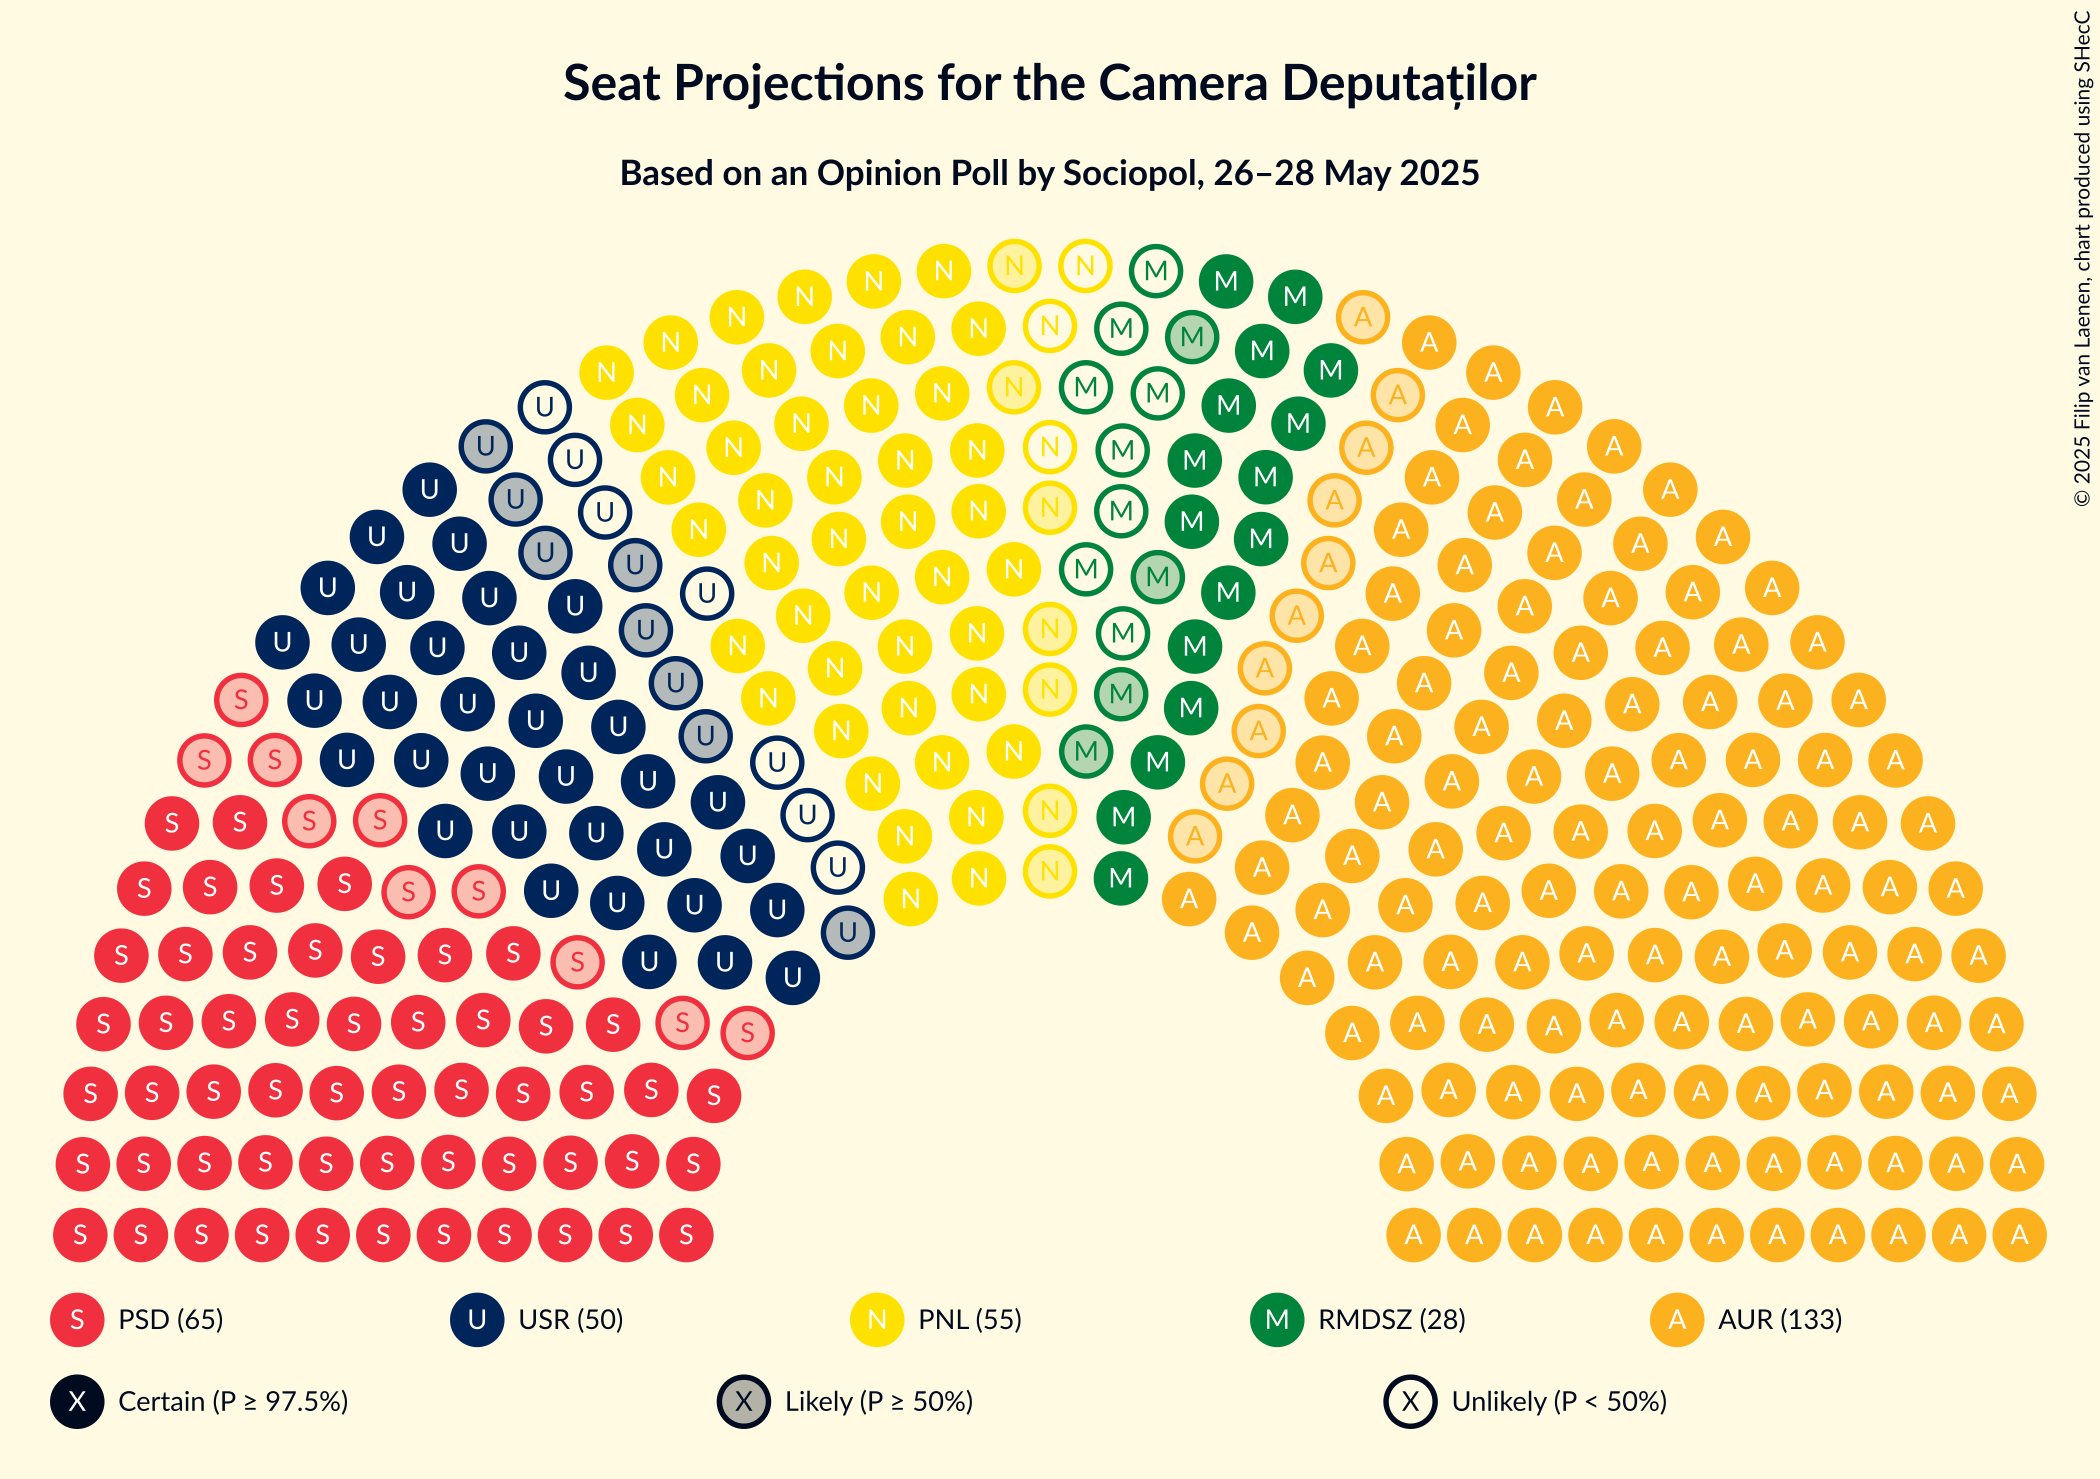 Seat Projections for the Camera Deputaților
Based on an Opinion Poll by Sociopol, 26–28 May 2025
© 2025 Filip van Laenen, chart produced using SHecC
S PSD (65)
U USR (50)
N PNL (55)
M RMDSZ (28)
A AUR (133)
X Certain (P ≥ 97.5%)
X Likely (P ≥ 50%)
X Unlikely (P < 50%)